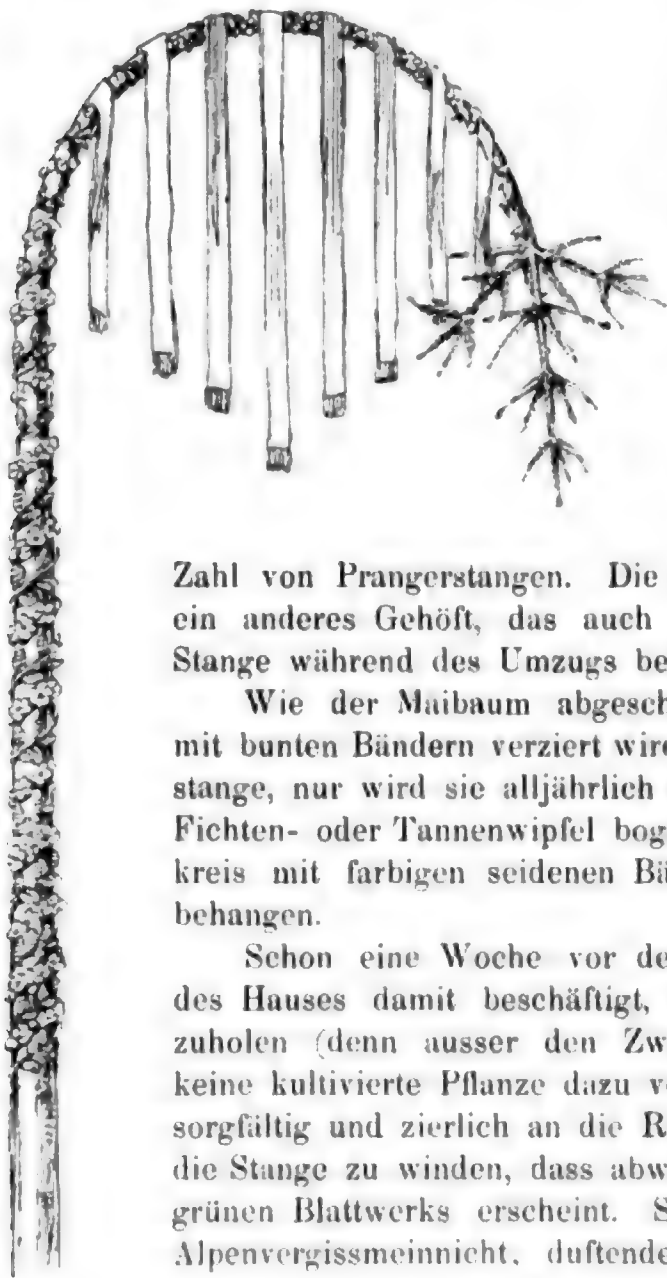 Zahl von Prangerstangen. Die
ein anderes Gehöft, das auch
Stange während des Umzugs be
Wie der Maibaum abgesch
mit bunten Bändern verziert wird
stange, nur wird sie alljährlich
Fichten- oder Tannenwipfel bog
kreis mit farbigen seidenen Bä
behangen.
Schon eine Woche vor de
des Hauses damit beschäftigt,
zuholen (denn ausser den Zw
keine kultivierte Pflanze dazu v
sorgfältig und zierlich an die R
die Stange zu winden, dass abw
grünen Blattwerks erscheint. S
Alpenvergissmeinnicht, duftende